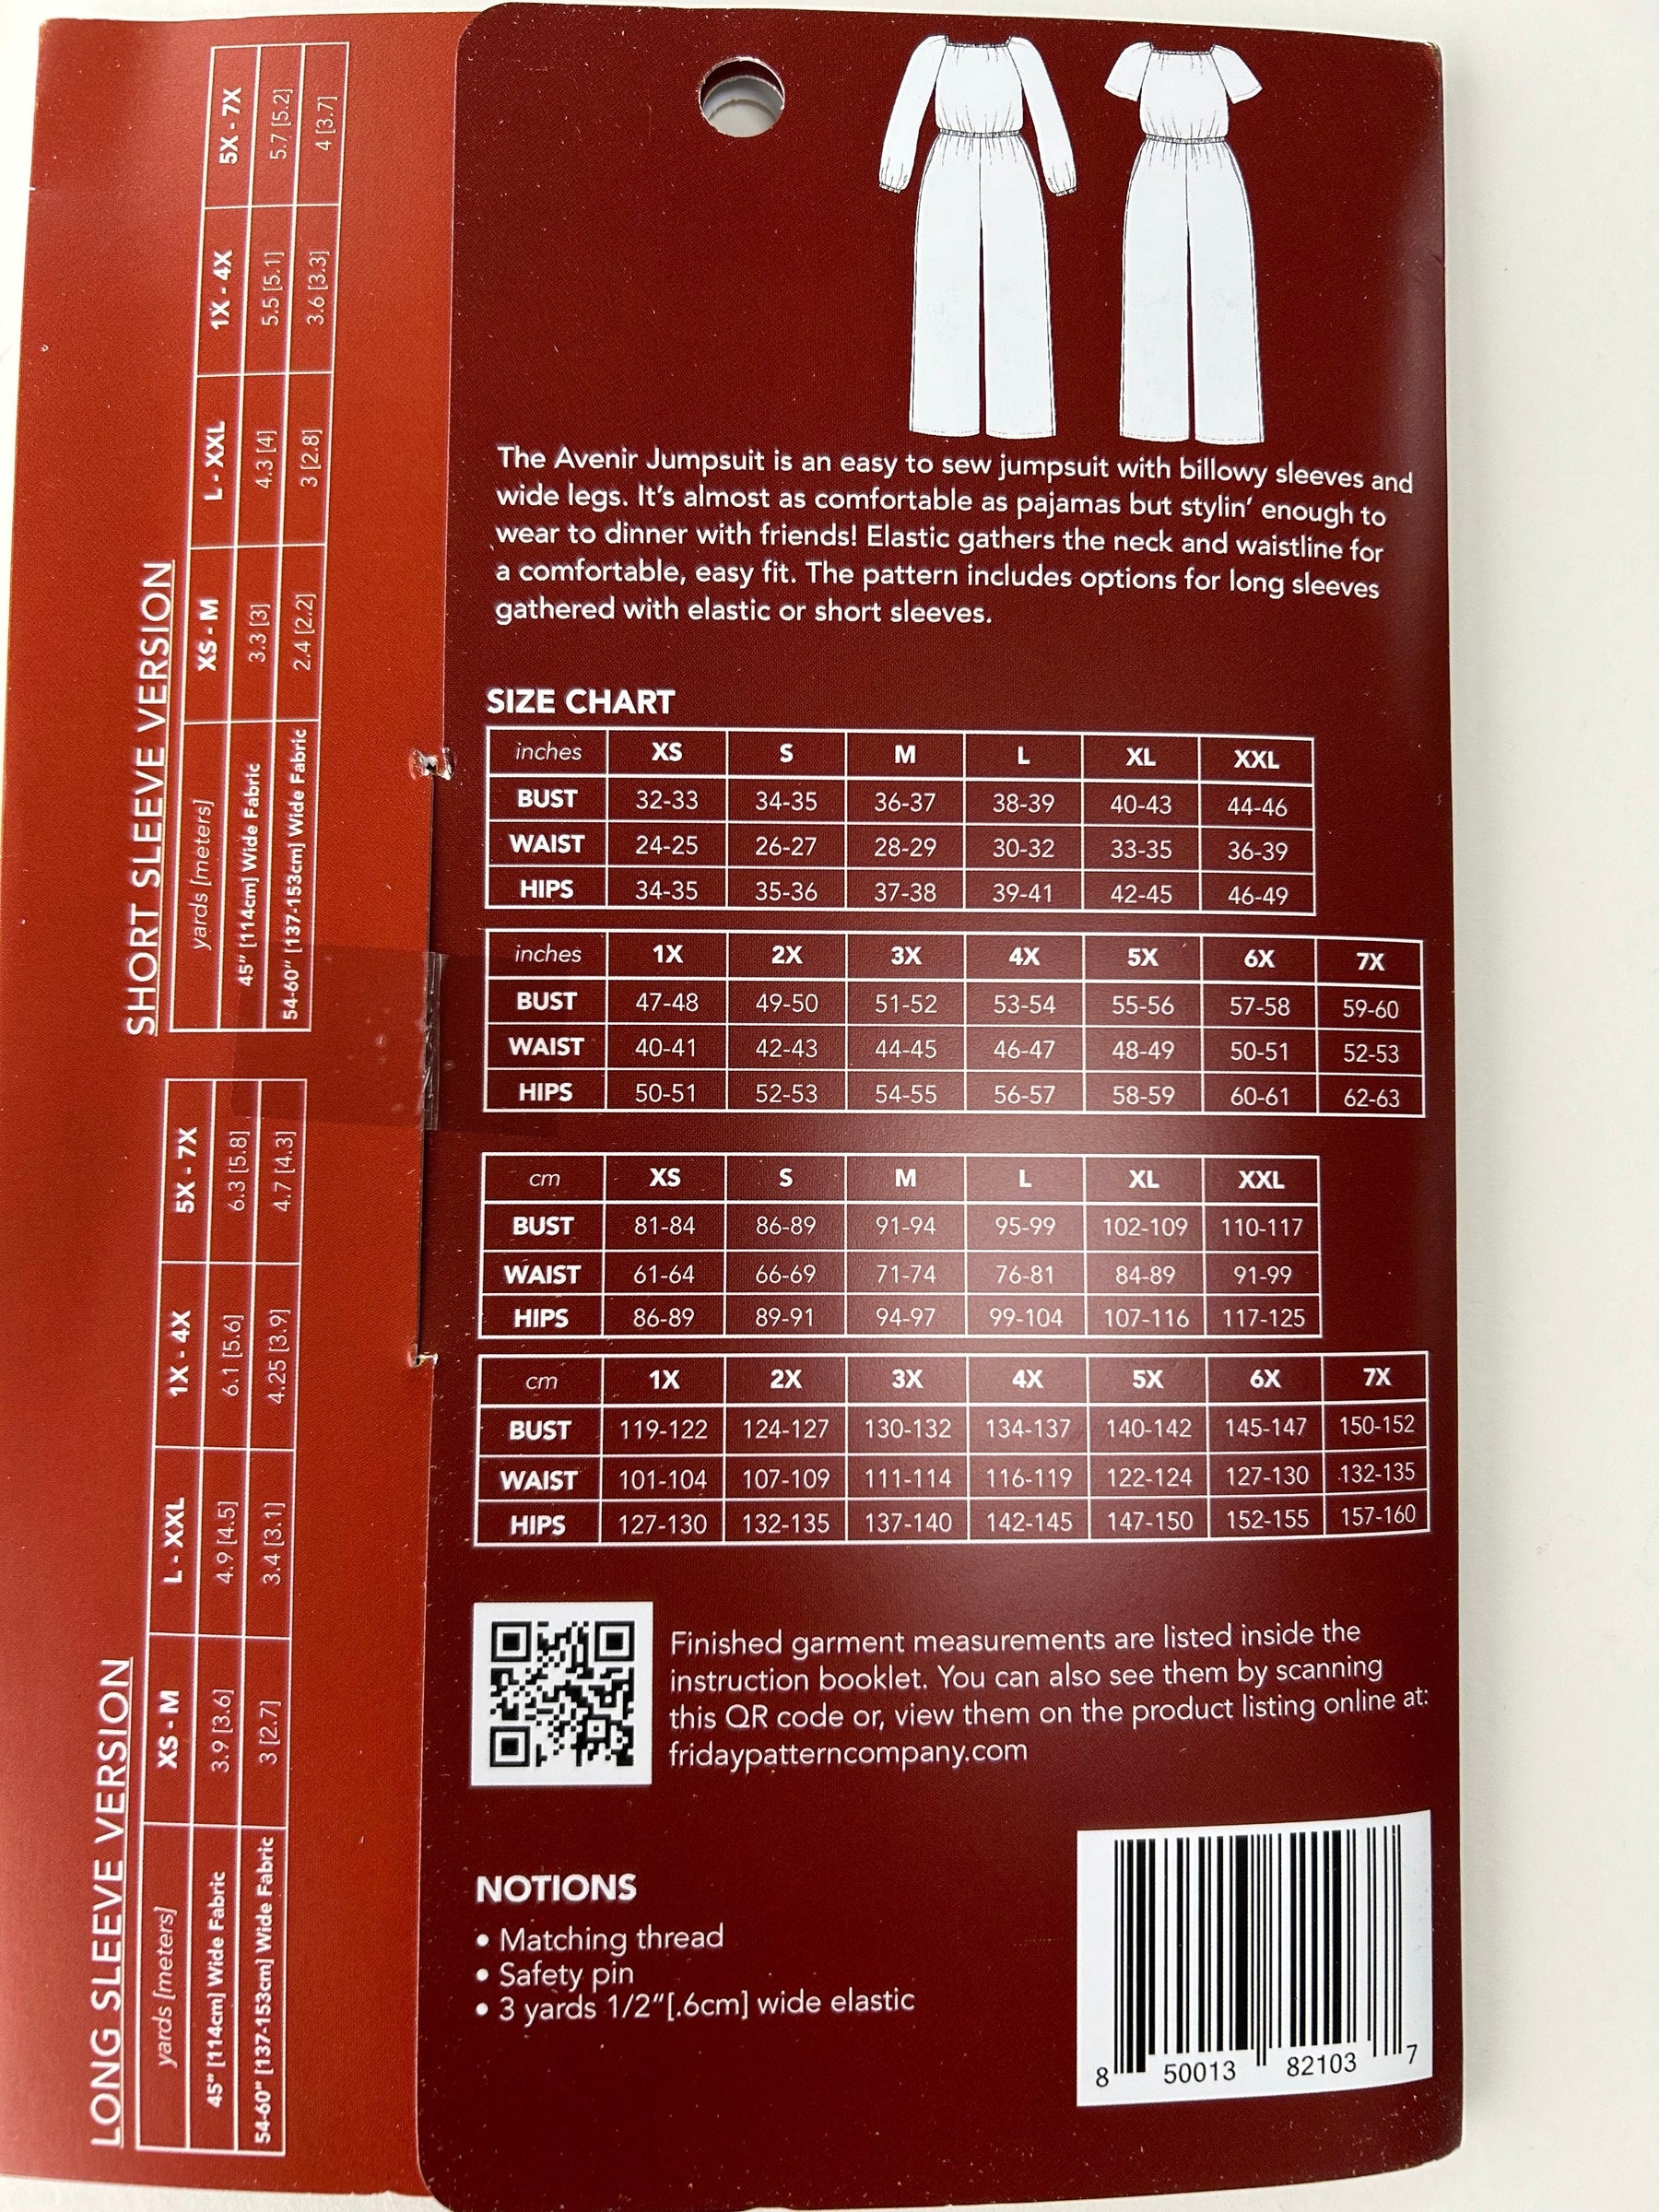 SHORT SLEEVE VERSION
yards [meters] XS - M L - XXL 1X - 4X 5X - 7X
45" [114cm] Wide Fabric 3.3 [3] 4.3 [4] 5.5 [5.1] 5.7 [5.2]
54-60" [137-153cm] Wide Fabric 2.4 [2.2] 3 [2.8] 3.6 [3.3] 4 [3.7]
LONG SLEEVE VERSION
yards [meters] XS - M L - XXL 1X - 4X 5X - 7X
45" [114cm] Wide Fabric 3.9 [3.6] 4.9 [4.5] 6.1 [5.6] 6.3 [5.8]
54-60" [137-153cm] Wide Fabric 3 [2.7] 3.4 [3.1] 4.25 [3.9] 4.7 [4.3]
The Avenir Jumpsuit is an easy to sew jumpsuit with billowy sleeves and
wide legs. It's almost as comfortable as pajamas but stylin' enough to
wear to dinner with friends! Elastic gathers the neck and waistline for
a comfortable, easy fit. The pattern includes options for long sleeves
gathered with elastic or short sleeves.
SIZE CHART
inches XS S M L XL XXL
BUST 32-33 34-35 36-37 38-39 40-43 44-46
WAIST 24-25 26-27 28-29 30-32 33-35 36-39
HIPS 34-35 35-36 37-38 39-41 42-45 46-49
inches 1X 2X 3X 4X 5X 6X 7X
BUST 47-48 49-50 51-52 53-54 55-56 57-58 59-60
WAIST 40-41 42-43 44-45 46-47 48-49 50-51 52-53
HIPS 50-51 52-53 54-55 56-57 58-59 60-61 62-63
cm XS S M L XL XXL
BUST 81-84 86-89 91-94 95-99 102-109 110-117
WAIST 61-64 66-69 71-74 76-81 84-89 91-99
HIPS 86-89 89-91 94-97 99-104 107-116 117-125
cm 1X 2X 3X 4X 5X 6X 7X
BUST 119-122 124-127 130-132 134-137 140-142 145-147 150-152
WAIST 101-104 107-109 111-114 116-119 122-124 127-130 132-135
HIPS 127-130 132-135 137-140 142-145 147-150 152-155 157-160
Finished garment measurements are listed inside the
instruction booklet. You can also see them by scanning
this QR code or, view them on the product listing online at:
fridaypatterncompany.com
NOTIONS
• Matching thread
• Safety pin
• 3 yards 1/2"[.6cm] wide elastic
8 50013 82103 7